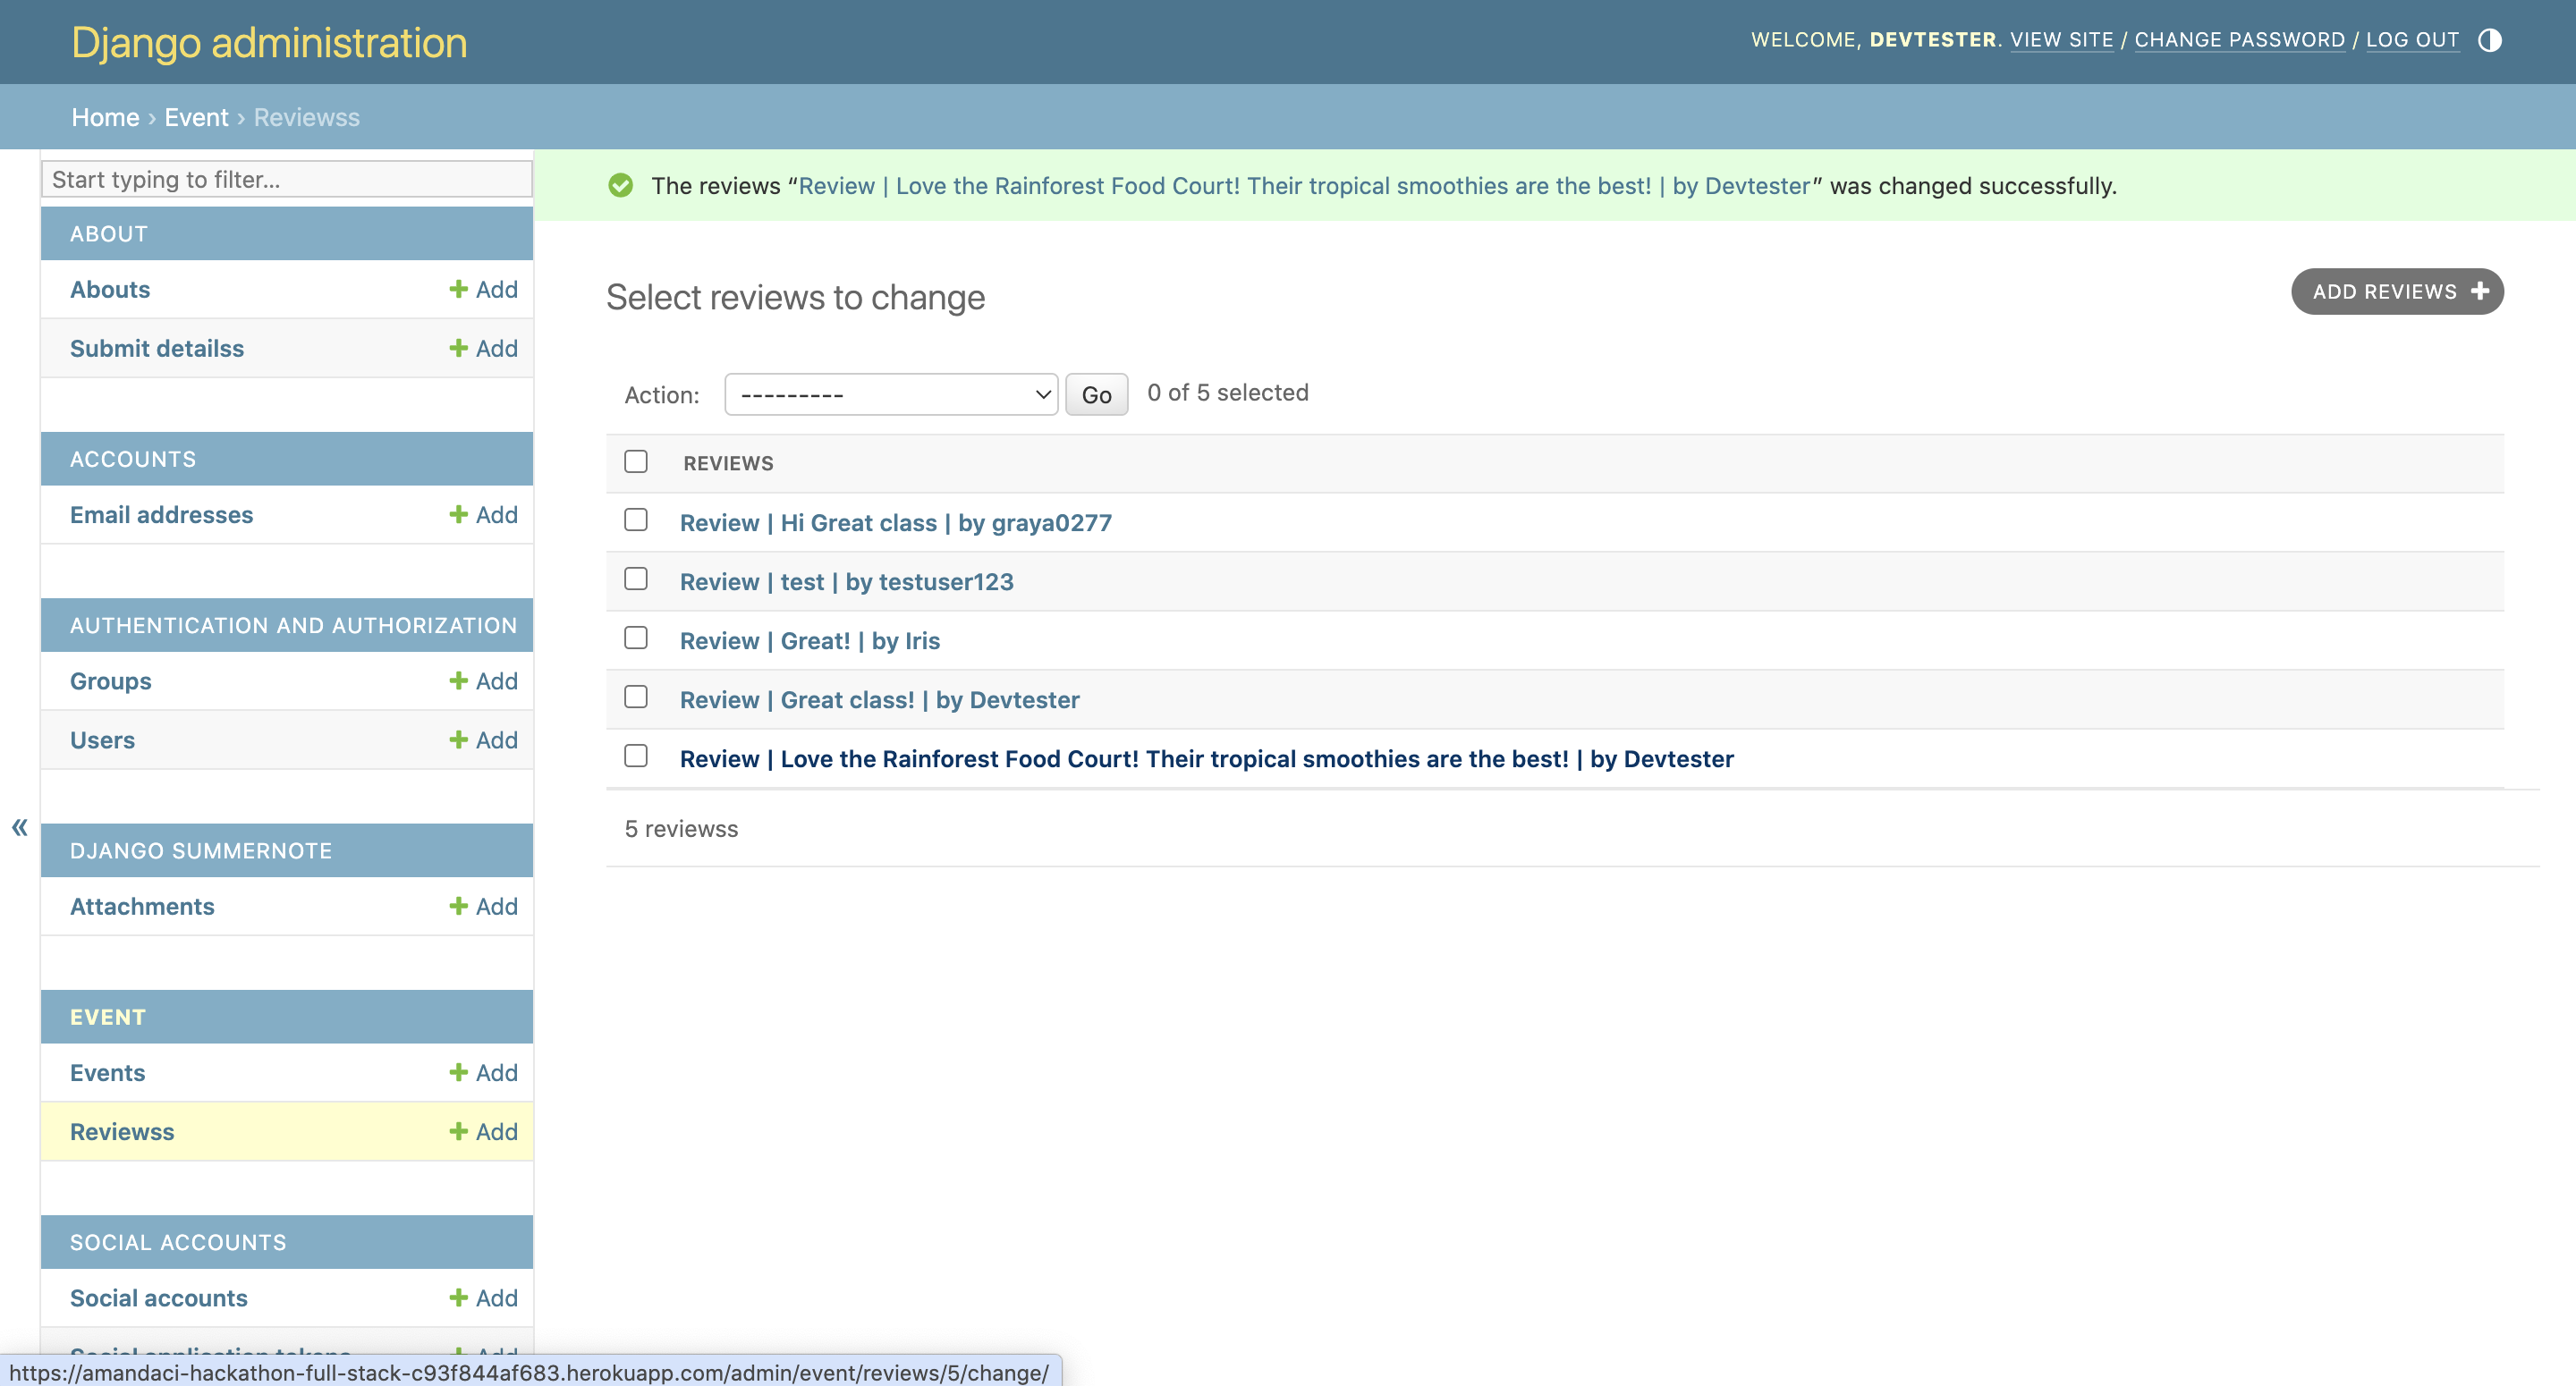 Django administration
WELCOME, DEVTESTER. VIEW SITE / CHANGE PASSWORD / LOG OUT
Home › Event › Reviewss
Start typing to filter...
ABOUT
Abouts Add
Submit detailss Add
ACCOUNTS
Email addresses Add
AUTHENTICATION AND AUTHORIZATION
Groups Add
Users Add
«
DJANGO SUMMERNOTE
Attachments Add
EVENT
Events Add
Reviewss Add
SOCIAL ACCOUNTS
Social accounts Add
Social application tokens Add
The reviews “Review | Love the Rainforest Food Court! Their tropical smoothies are the best! | by Devtester” was changed successfully.
Select reviews to change
ADD REVIEWS
Action: --------- Go 0 of 5 selected
REVIEWS
Review | Hi Great class | by graya0277
Review | test | by testuser123
Review | Great! | by Iris
Review | Great class! | by Devtester
Review | Love the Rainforest Food Court! Their tropical smoothies are the best! | by Devtester
5 reviewss
https://amandaci-hackathon-full-stack-c93f844af683.herokuapp.com/admin/event/reviews/5/change/